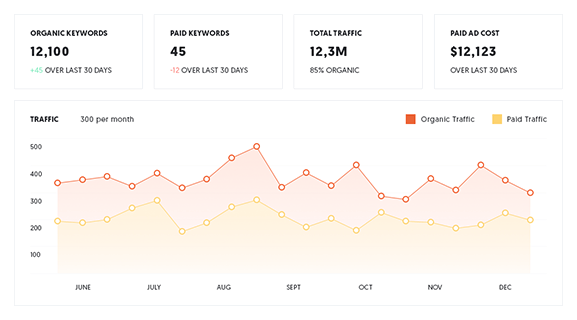 ORGANIC KEYWORDS
12,100
+45 OVER LAST 30 DAYS
PAID KEYWORDS
45
-12 OVER LAST 30 DAYS
TOTAL TRAFFIC
12,3M
85% ORGANIC
PAID AD COST
$12,123
OVER LAST 30 DAYS
TRAFFIC 300 per month Organic Traffic Paid Traffic
500
400
300
200
100
JUNE JULY AUG SEPT OCT NOV DEC